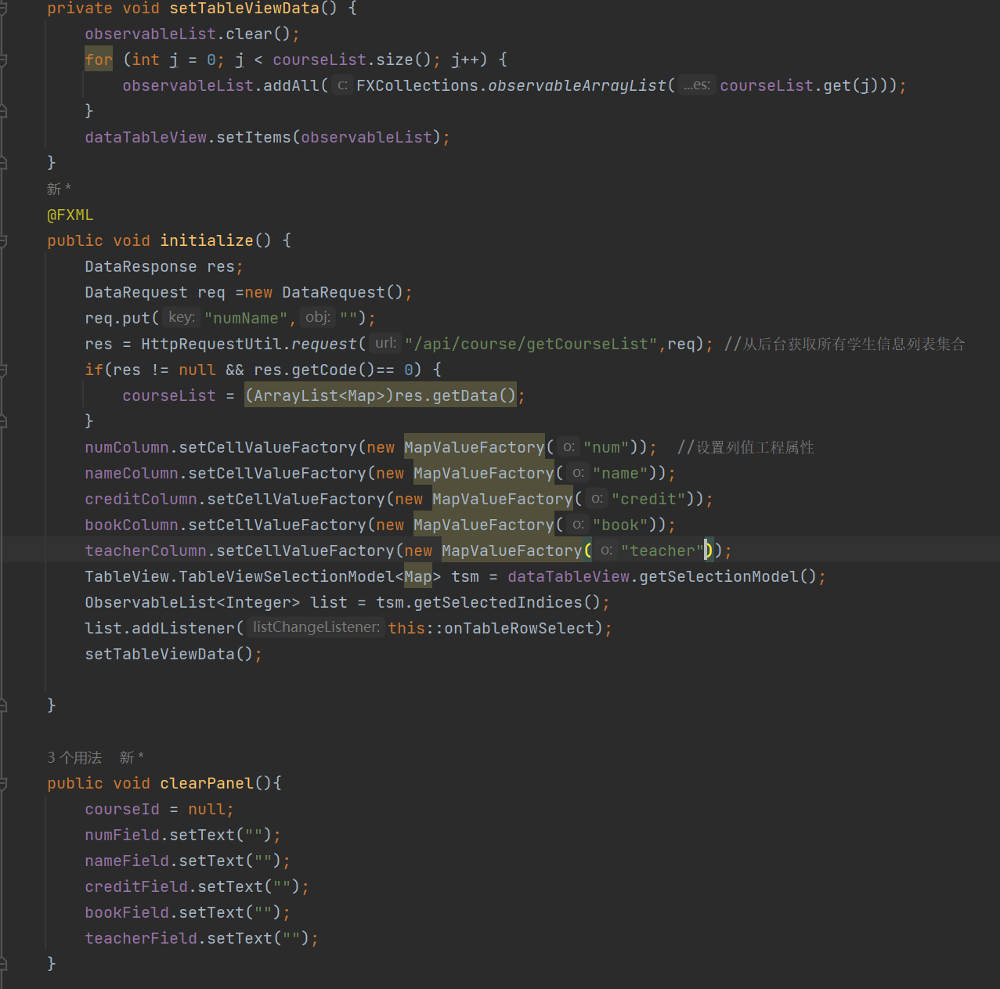 private void setTableViewData() {
observableList.clear();
for (int j = 0; j < courseList.size(); j++) {
observableList.addAll( c: FXCollections.observableArrayList( ...es: courseList.get(j)));
}
dataTableView.setItems(observableList);
}
新 *
@FXML
public void initialize() {
DataResponse res;
DataRequest req =new DataRequest();
req.put( key: "numName", obj: "");
res = HttpRequestUtil.request( url: "/api/course/getCourseList",req); //从后台获取所有学生信息列表集合
if(res != null && res.getCode()== 0) {
courseList = (ArrayList<Map>)res.getData();
}
numColumn.setCellValueFactory(new MapValueFactory( o: "num"));  //设置列值工程属性
nameColumn.setCellValueFactory(new MapValueFactory( o: "name"));
creditColumn.setCellValueFactory(new MapValueFactory( o: "credit"));
bookColumn.setCellValueFactory(new MapValueFactory( o: "book"));
teacherColumn.setCellValueFactory(new MapValueFactory( o: "teacher"));
TableView.TableViewSelectionModel<Map> tsm = dataTableView.getSelectionModel();
ObservableList<Integer> list = tsm.getSelectedIndices();
list.addListener( listChangeListener: this::onTableRowSelect);
setTableViewData();
}
3 个用法 新 *
public void clearPanel(){
courseId = null;
numField.setText("");
nameField.setText("");
creditField.setText("");
bookField.setText("");
teacherField.setText("");
}